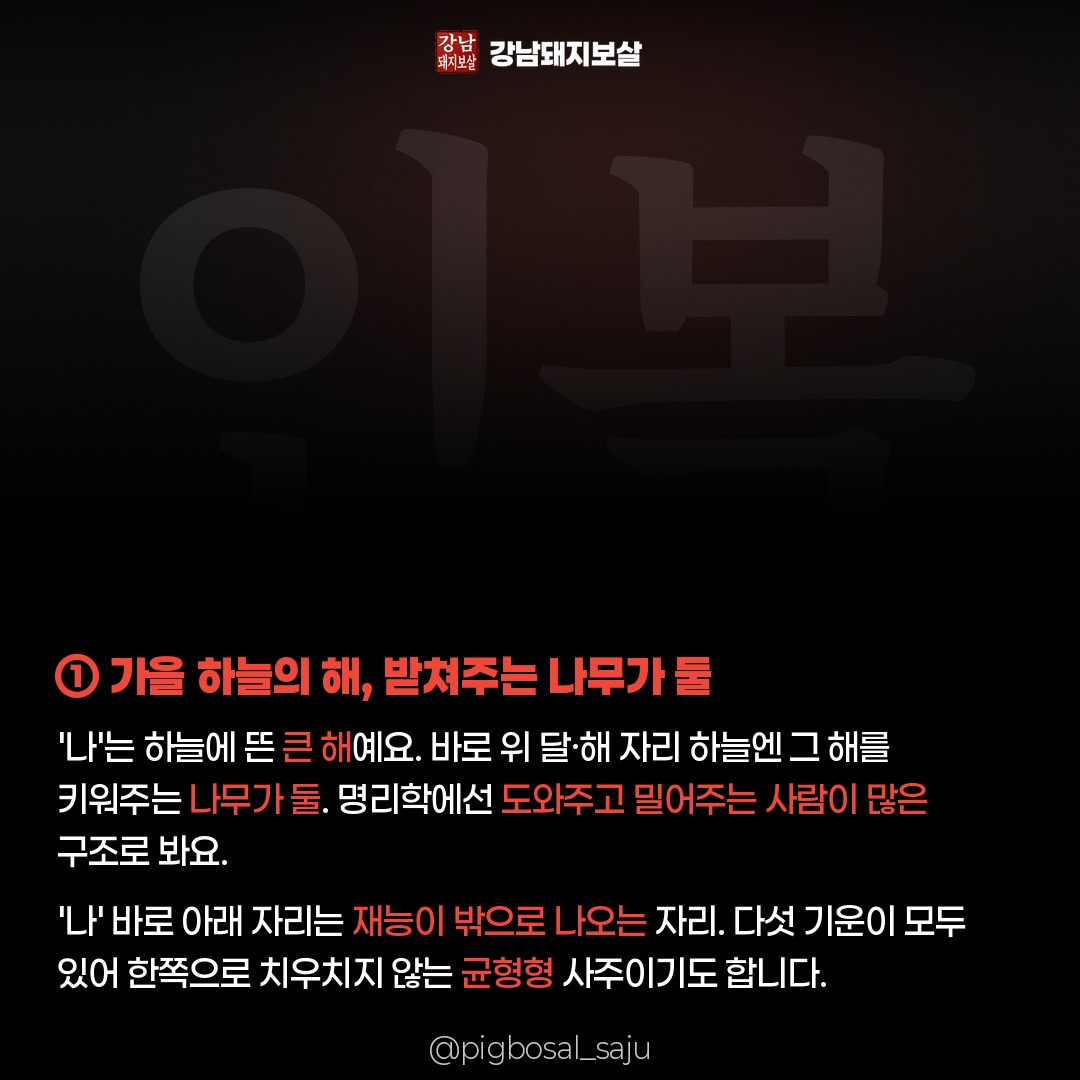 강남
돼지보살
강남돼지보살
인복
① 가을 하늘의 해, 받쳐주는 나무가 둘
'나'는 하늘에 뜬 큰 해예요. 바로 위 달·해 자리 하늘엔 그 해를
키워주는 나무가 둘. 명리학에선 도와주고 밀어주는 사람이 많은
구조로 봐요.
'나' 바로 아래 자리는 재능이 밖으로 나오는 자리. 다섯 기운이 모두
있어 한쪽으로 치우치지 않는 균형형 사주이기도 합니다.
@pigbosal_saju